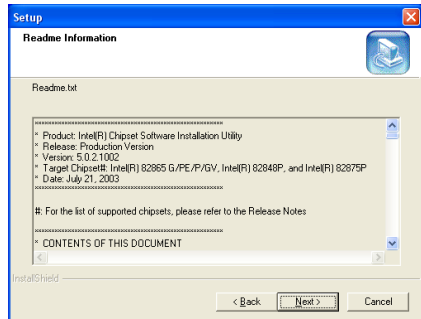 Setup
Readme Information
Readme.txt
************************************************************
* Product: Intel(R) Chipset Software Installation Utility
* Release: Production Version
* Version: 5.0.2.1002
* Target Chipset#: Intel(R) 82865 G/PE/P/GV, Intel(R) 82848P, and Intel(R) 82875P
* Date: July 21, 2003
************************************************************
#: For the list of supported chipsets, please refer to the Release Notes
************************************************************
* CONTENTS OF THIS DOCUMENT
InstallShield
< Back Next > Cancel